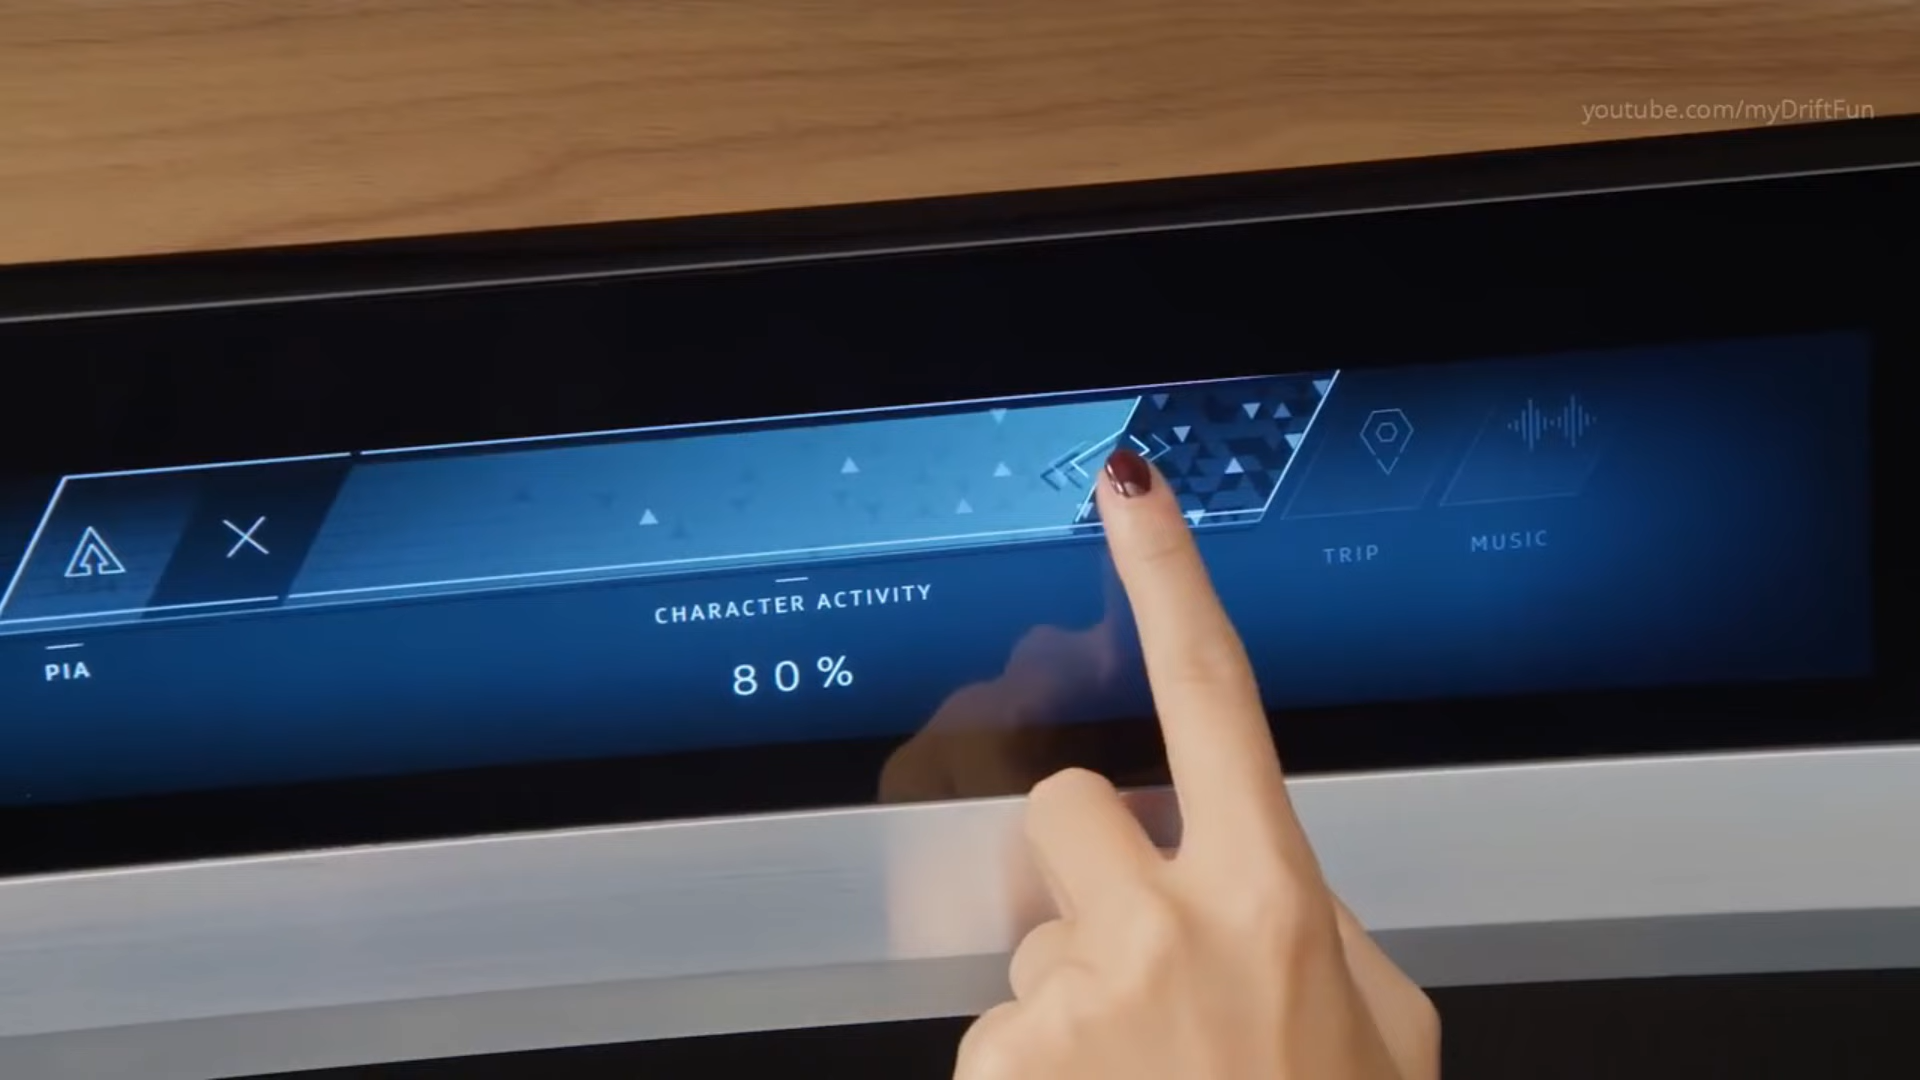 youtube.com/myDriftFun
TRIP
MUSIC
CHARACTER ACTIVITY
PIA
80%